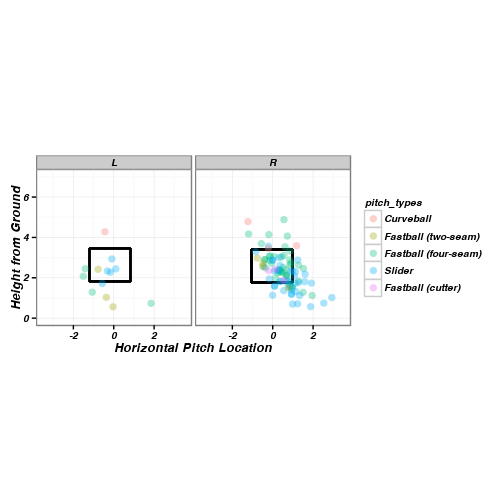 L R
pitch_types
Curveball
Fastball (two-seam)
Fastball (four-seam)
Slider
Fastball (cutter)
Height from Ground
6
4
2
0
-2 0 2 -2 0 2
Horizontal Pitch Location